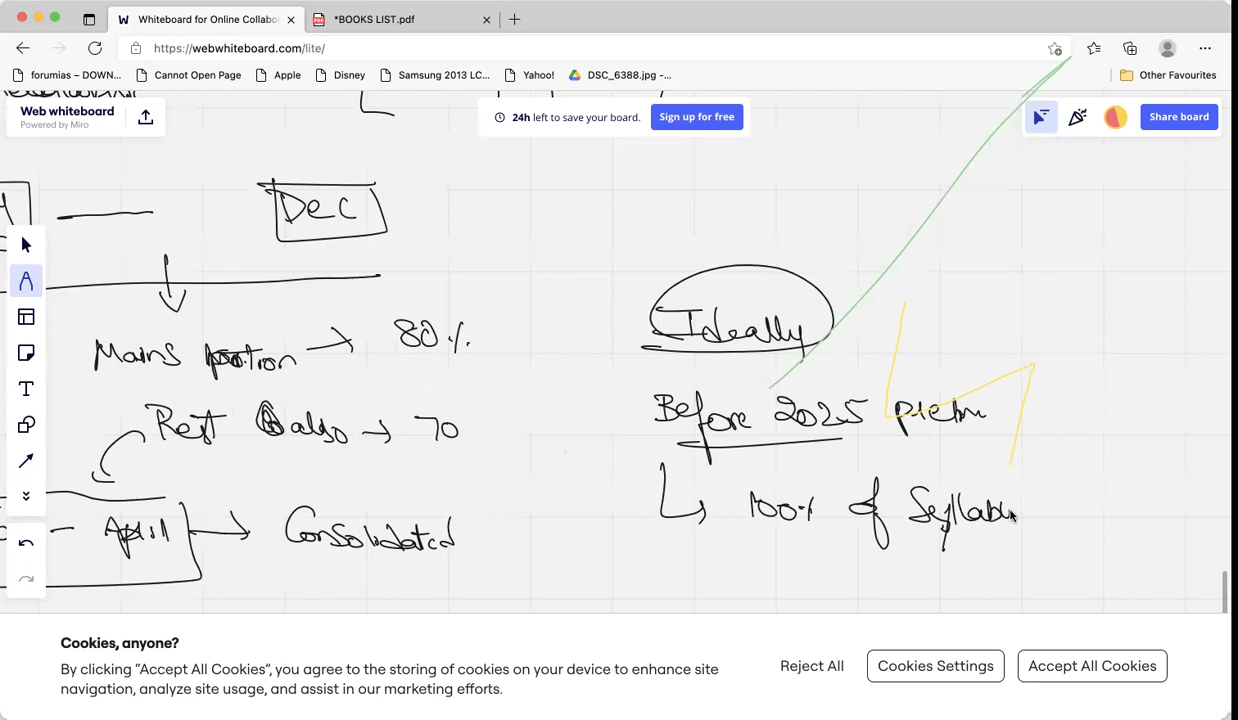 Whiteboard for Online Collabo
*BOOKS LIST.pdf
https://webwhiteboard.com/lite/
forumias – DOWN...
Cannot Open Page
Apple
Disney
Samsung 2013 LC...
Yahoo!
DSC_6388.jpg -...
Other Favourites
Web whiteboard
Powered by Miro
24h left to save your board.
Sign up for free
Share board
Dec
Mains portion → 80%
Rest also → 70
April → Consolidated
Ideally
Before 2025 prelim
100% of Syllabu
Cookies, anyone?
By clicking “Accept All Cookies”, you agree to the storing of cookies on your device to enhance site
navigation, analyze site usage, and assist in our marketing efforts.
Reject All
Cookies Settings
Accept All Cookies